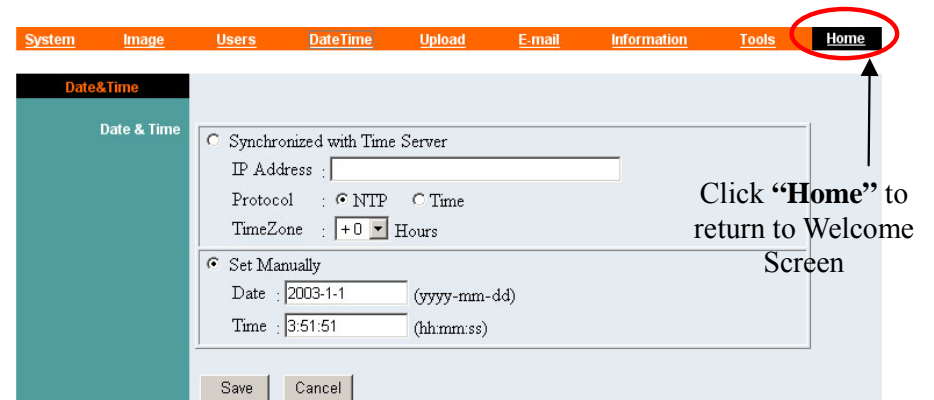 System Image Users DateTime Upload E-mail Information Tools Home
Date&Time
Date & Time
Synchronized with Time Server
IP Address :
Protocol : NTP Time
TimeZone : +0 Hours
Set Manually
Date : 2003-1-1 (yyyy-mm-dd)
Time : 3:51:51 (hh:mm:ss)
Save Cancel
Click “Home” to
return to Welcome
Screen